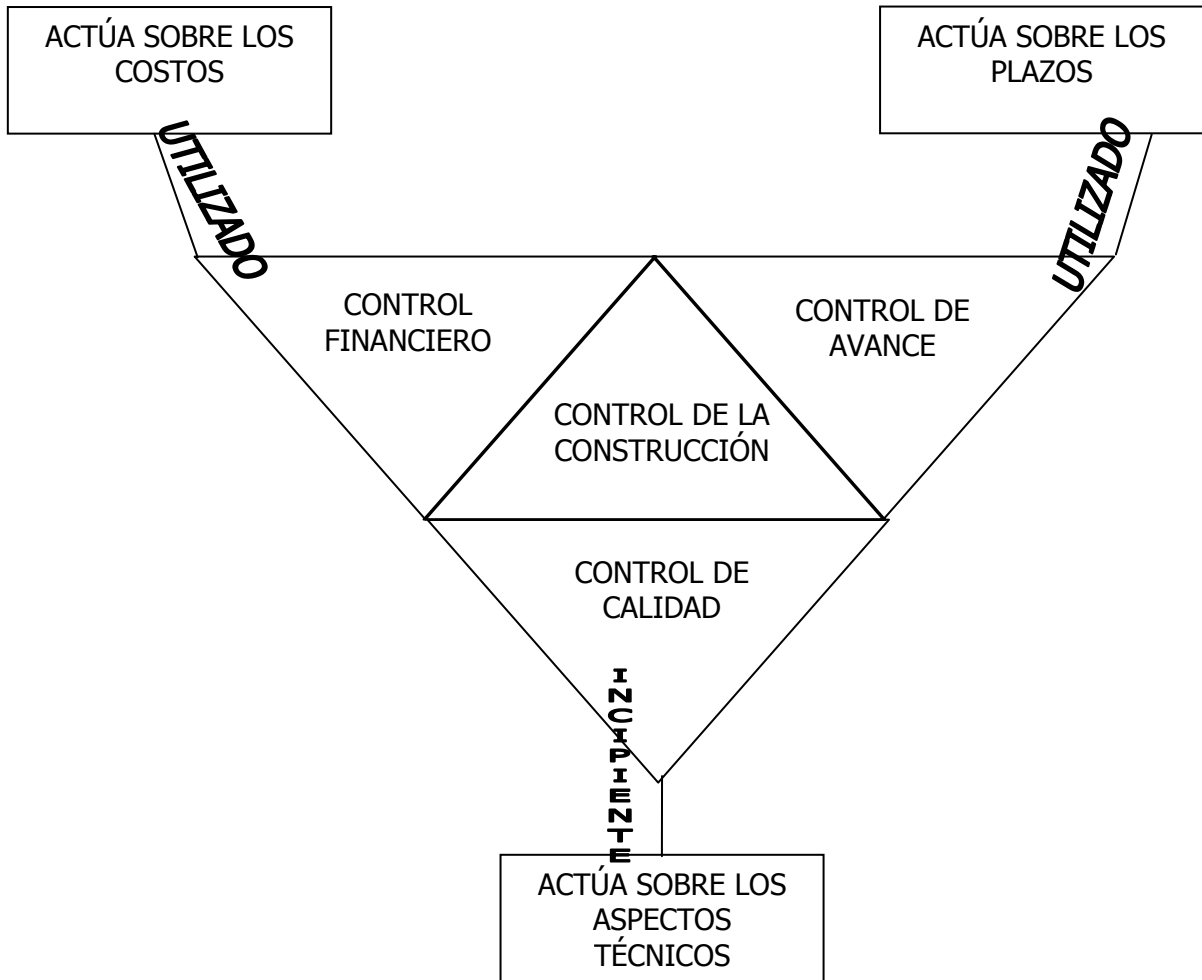 ACTÚA SOBRE LOS
COSTOS
ACTÚA SOBRE LOS
PLAZOS
UTILIZADO
UTILIZADO
CONTROL
FINANCIERO
CONTROL DE
AVANCE
CONTROL DE LA
CONSTRUCCIÓN
CONTROL DE
CALIDAD
INCIPIENTE
ACTÚA SOBRE LOS
ASPECTOS
TÉCNICOS